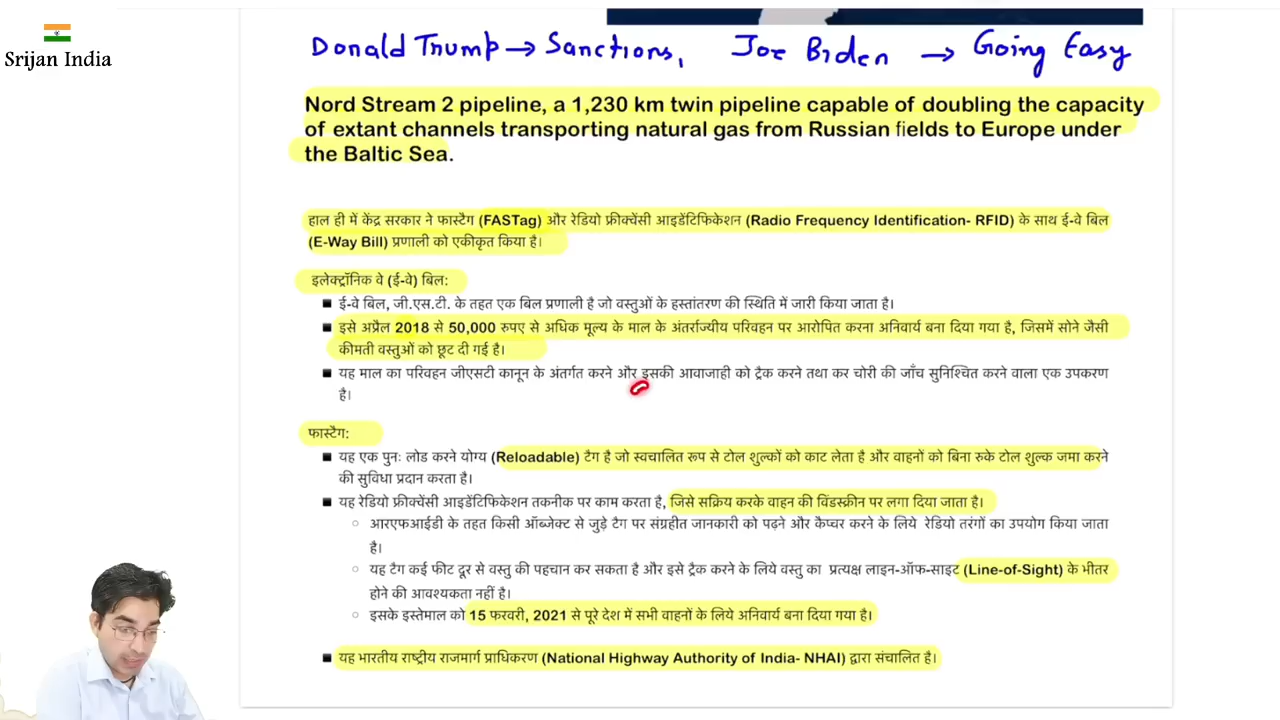 Srijan India
Donald Trump → Sanctions, Joe Biden → Going Easy
Nord Stream 2 pipeline, a 1,230 km twin pipeline capable of doubling the capacity
of extant channels transporting natural gas from Russian fields to Europe under
the Baltic Sea.
हाल ही में केंद्र सरकार ने फास्टैग (FASTag) और रेडियो फ्रीक्वेंसी आइडेंटिफिकेशन (Radio Frequency Identification- RFID) के साथ ई-वे बिल
(E-Way Bill) प्रणाली को एकीकृत किया है।
इलेक्ट्रॉनिक वे (ई-वे) बिल:
■ ई-वे बिल, जी.एस.टी. के तहत एक बिल प्रणाली है जो वस्तुओं के हस्तांतरण की स्थिति में जारी किया जाता है।
■ इसे अप्रैल 2018 से 50,000 रुपए से अधिक मूल्य के माल के अंतर्राज्यीय परिवहन पर आरोपित करना अनिवार्य बना दिया गया है, जिसमें सोने जैसी
कीमती वस्तुओं को छूट दी गई है।
■ यह माल का परिवहन जीएसटी कानून के अंतर्गत करने और इसकी आवाजाही को ट्रैक करने तथा कर चोरी की जाँच सुनिश्चित करने वाला एक उपकरण
है।
फास्टैग:
■ यह एक पुनः लोड करने योग्य (Reloadable) टैग है जो स्वचालित रूप से टोल शुल्कों को काट लेता है और वाहनों को बिना रुके टोल शुल्क जमा करने
की सुविधा प्रदान करता है।
■ यह रेडियो फ्रीक्वेंसी आइडेंटिफिकेशन तकनीक पर काम करता है, जिसे सक्रिय करके वाहन की विंडस्क्रीन पर लगा दिया जाता है।
○ आरएफआईडी के तहत किसी ऑब्जेक्ट से जुड़े टैग पर संग्रहीत जानकारी को पढ़ने और कैप्चर करने के लिये रेडियो तरंगों का उपयोग किया जाता
है।
○ यह टैग कई फीट दूर से वस्तु की पहचान कर सकता है और इसे ट्रैक करने के लिये वस्तु का प्रत्यक्ष लाइन-ऑफ-साइट (Line-of-Sight) के भीतर
होने की आवश्यकता नहीं है।
○ इसके इस्तेमाल को 15 फरवरी, 2021 से पूरे देश में सभी वाहनों के लिये अनिवार्य बना दिया गया है।
■ यह भारतीय राष्ट्रीय राजमार्ग प्राधिकरण (National Highway Authority of India- NHAI) द्वारा संचालित है।